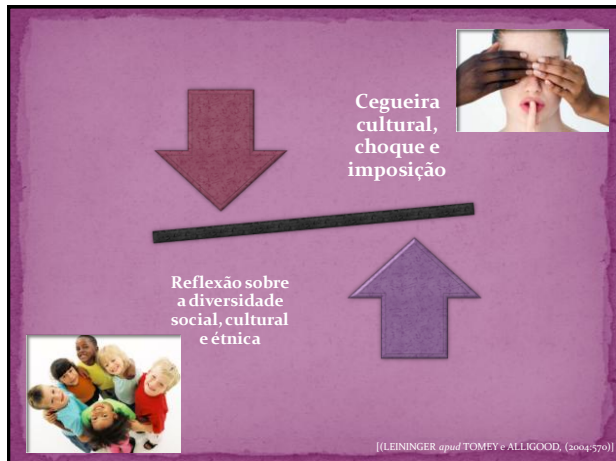 Cegueira
cultural,
choque e
imposição
Reflexão sobre
a diversidade
social, cultural
e étnica
[(LEININGER apud TOMEY e ALLIGOOD, (2004:570)]